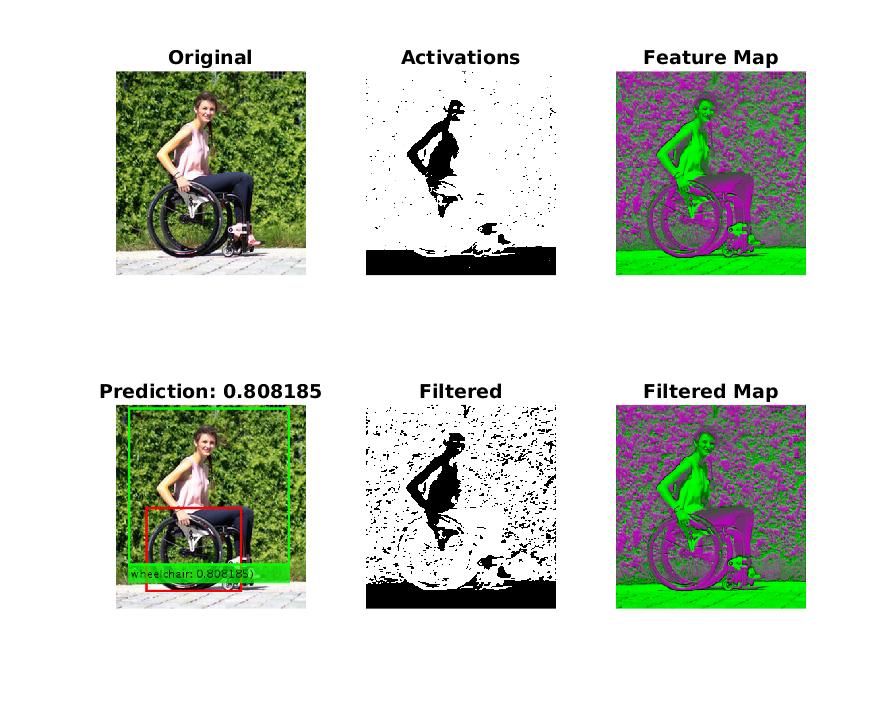 Original
Activations
Feature Map
Prediction: 0.808185
Filtered
Filtered Map
wheelchair: 0.808185)